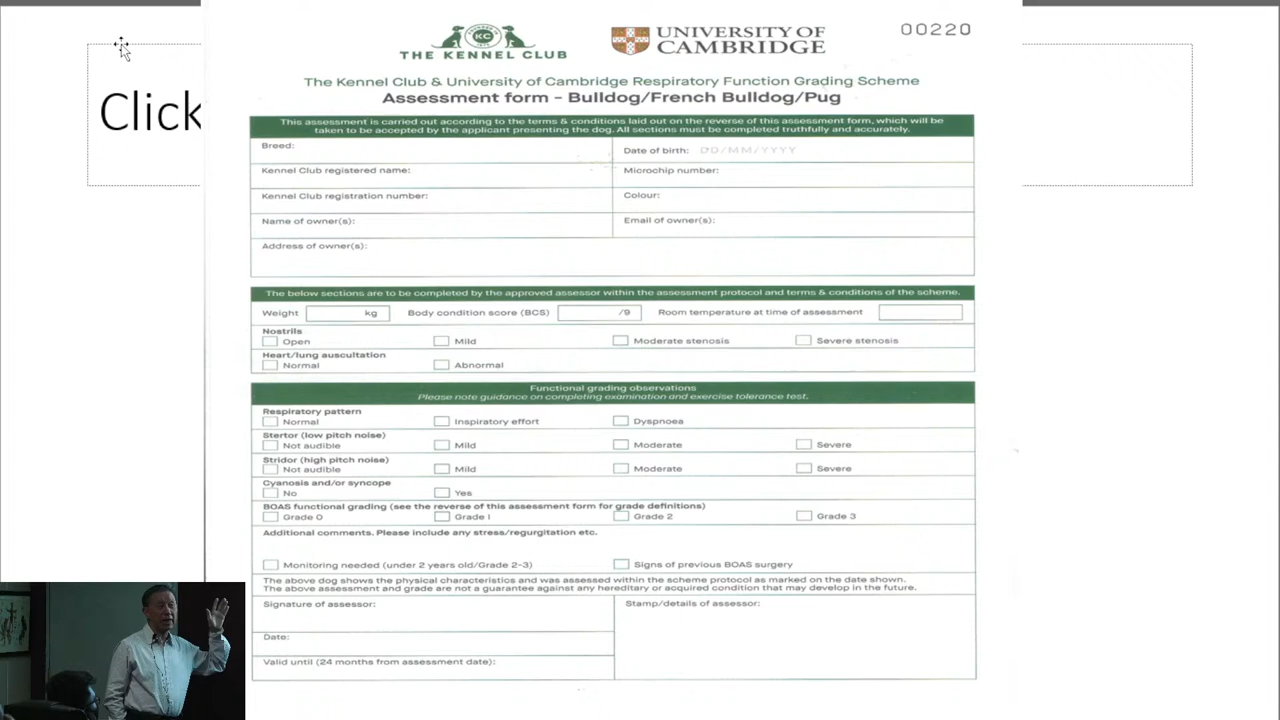 Click
THE KENNEL CLUB
FOUNDED IN
KC
1873
UNIVERSITY OF
CAMBRIDGE
00220
The Kennel Club & University of Cambridge Respiratory Function Grading Scheme
Assessment form – Bulldog/French Bulldog/Pug
This assessment is carried out according to the terms & conditions laid out on the reverse of this assessment form, which will be
taken to be accepted by the applicant presenting the dog. All sections must be completed truthfully and accurately.
Breed:
Date of birth: DD/MM/YYYY
Kennel Club registered name:
Microchip number:
Kennel Club registration number:
Colour:
Name of owner(s):
Email of owner(s):
Address of owner(s):
The below sections are to be completed by the approved assessor within the assessment protocol and terms & conditions of the scheme.
Weight kg Body condition score (BCS) /9 Room temperature at time of assessment
Nostrils
Open Mild Moderate stenosis Severe stenosis
Heart/lung auscultation
Normal Abnormal
Functional grading observations
Please note guidance on completing examination and exercise tolerance test.
Respiratory pattern
Normal Inspiratory effort Dyspnoea
Stertor (low pitch noise)
Not audible Mild Moderate Severe
Stridor (high pitch noise)
Not audible Mild Moderate Severe
Cyanosis and/or syncope
No Yes
BOAS functional grading (see the reverse of this assessment form for grade definitions)
Grade 0 Grade I Grade 2 Grade 3
Additional comments. Please include any stress/regurgitation etc.
Monitoring needed (under 2 years old/Grade 2-3) Signs of previous BOAS surgery
The above dog shows the physical characteristics and was assessed within the scheme protocol as marked on the date shown.
The above assessment and grade are not a guarantee against any hereditary or acquired condition that may develop in the future.
Signature of assessor:
Stamp/details of assessor:
Date:
Valid until (24 months from assessment date):